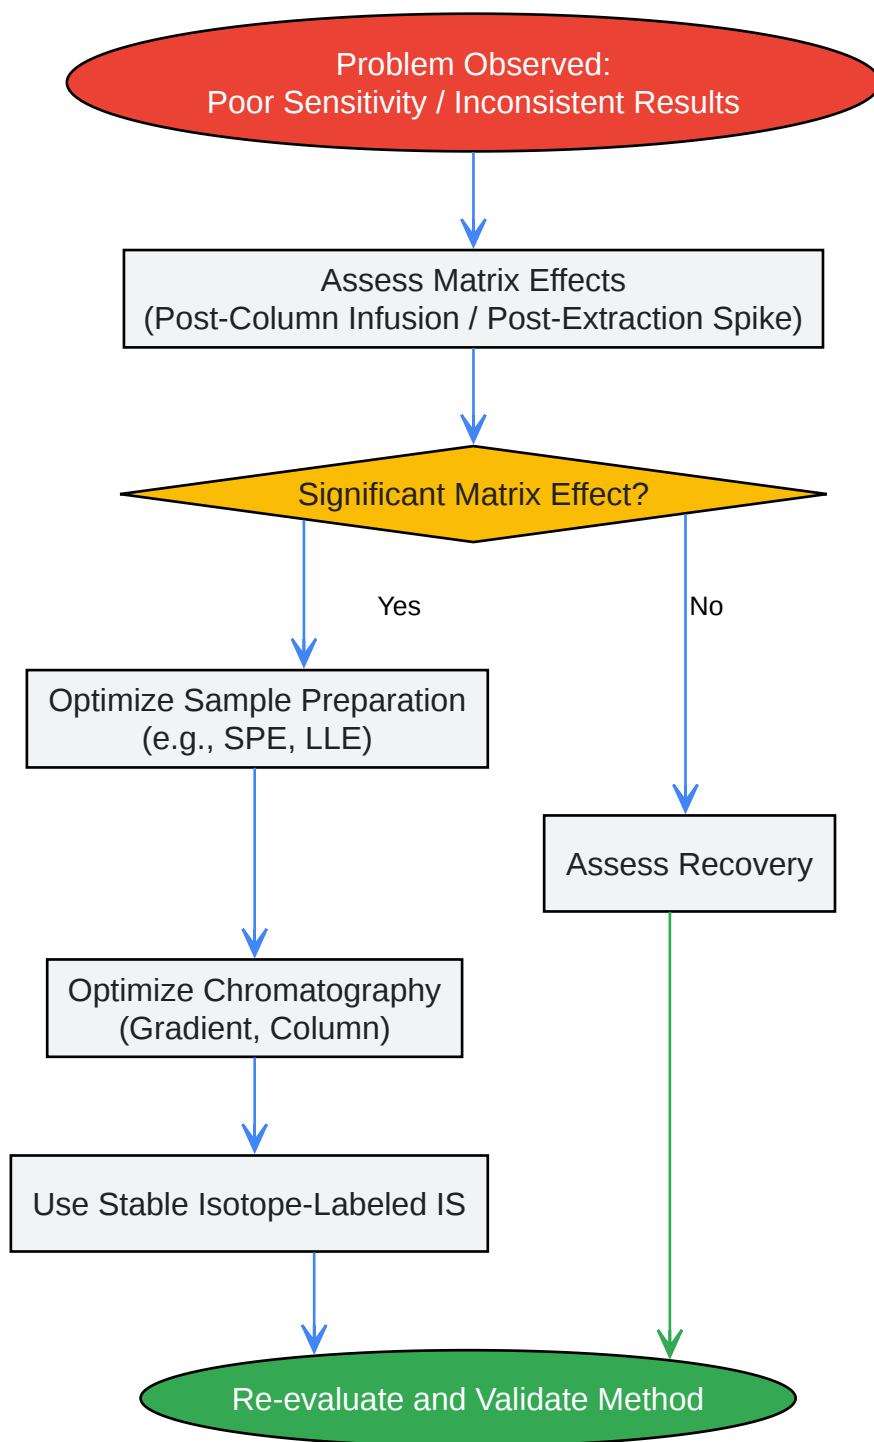 Problem Observed:
Poor Sensitivity / Inconsistent Results
Assess Matrix Effects
(Post-Column Infusion / Post-Extraction Spike)
Significant Matrix Effect?
Yes
No
Optimize Sample Preparation
(e.g., SPE, LLE)
Assess Recovery
Optimize Chromatography
(Gradient, Column)
Use Stable Isotope-Labeled IS
Re-evaluate and Validate Method